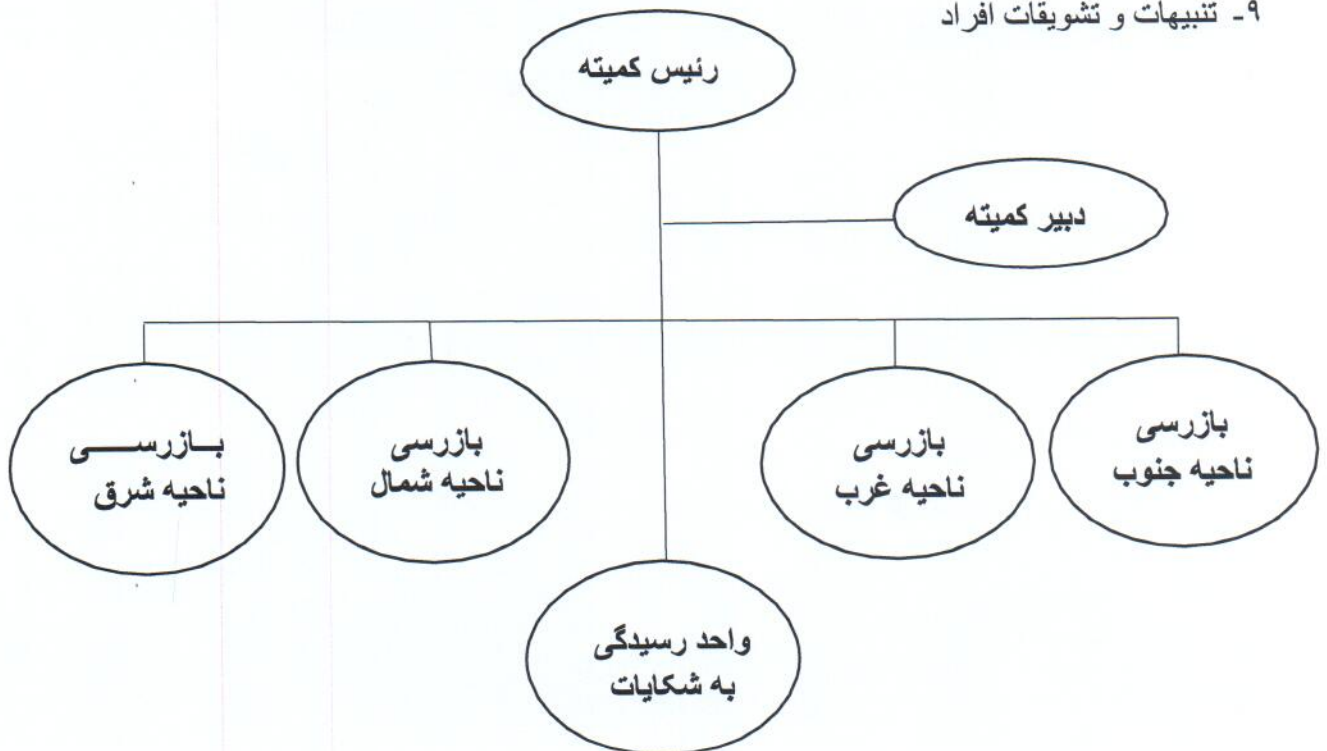 ۹- تنبیهات و تشویقات افراد
رئیس کمیته
دبیر کمیته
بازرسی
ناحیه جنوب
بازرسی
ناحیه غرب
بازرسی
ناحیه شمال
بــازرســــی
ناحیه شرق
واحد رسیدگی
به شکایات